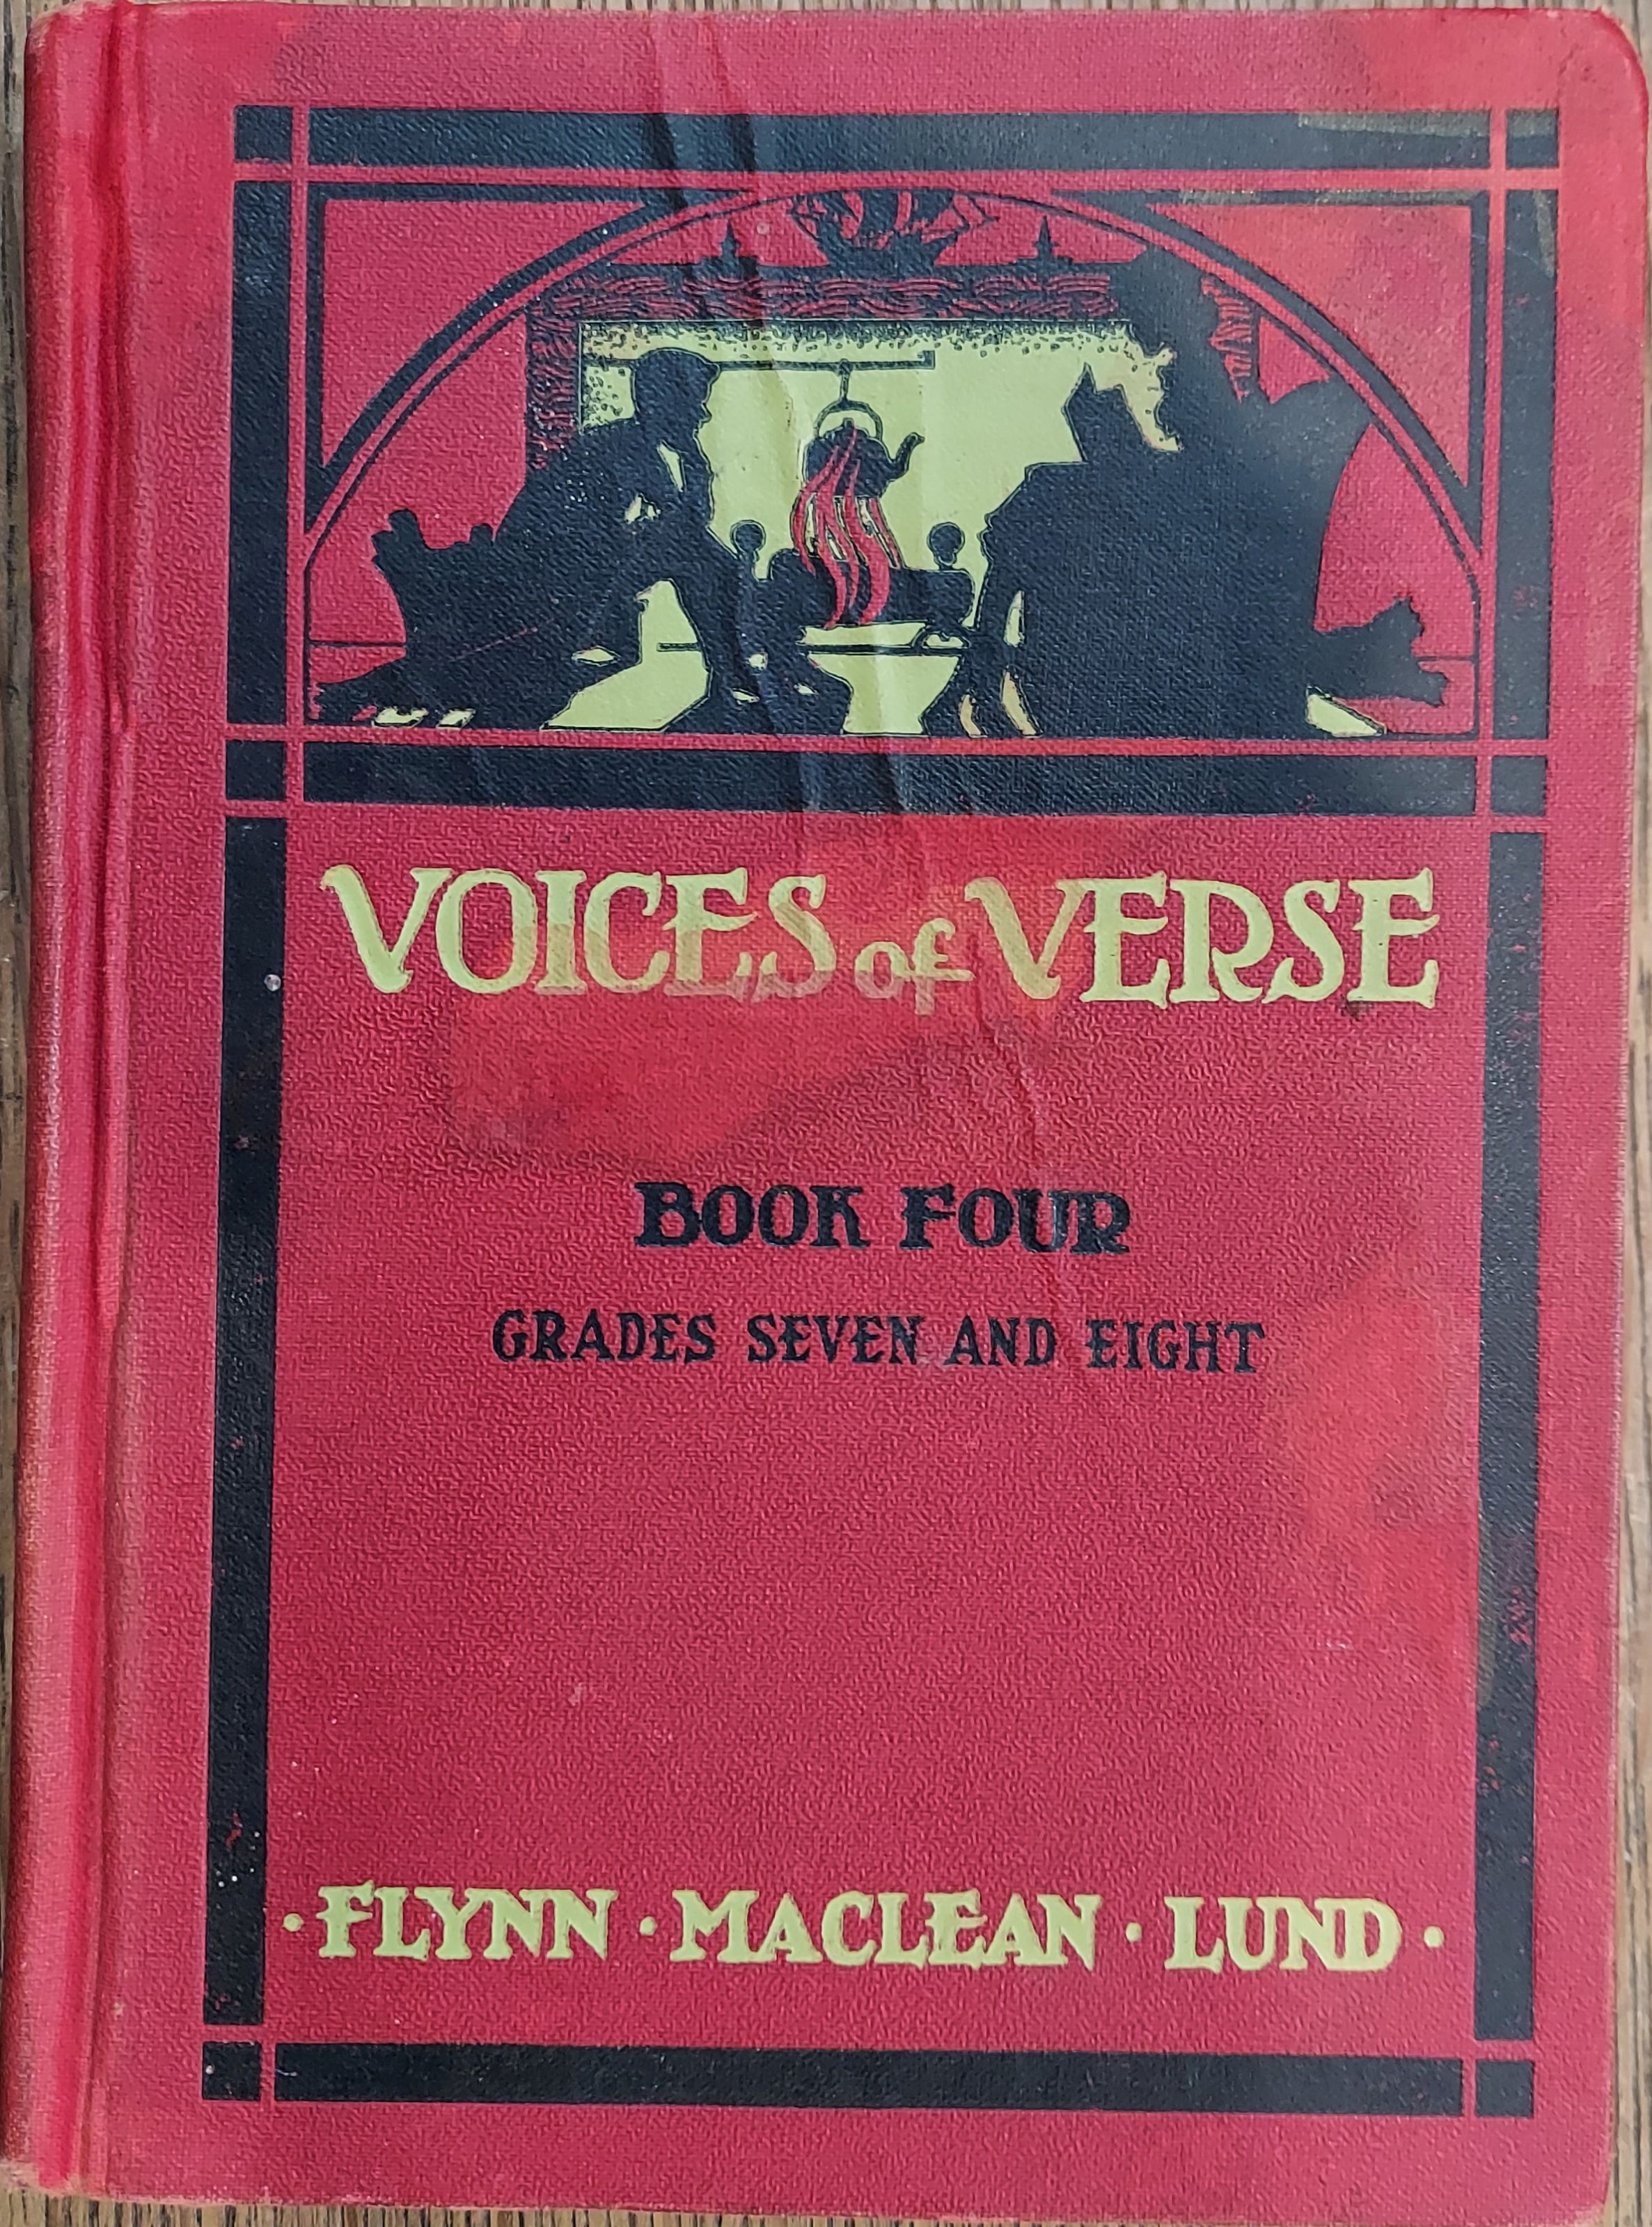 VOICES of VERSE
BOOK FOUR
GRADES SEVEN AND EIGHT
· FLYNN · MACLEAN · LUND ·